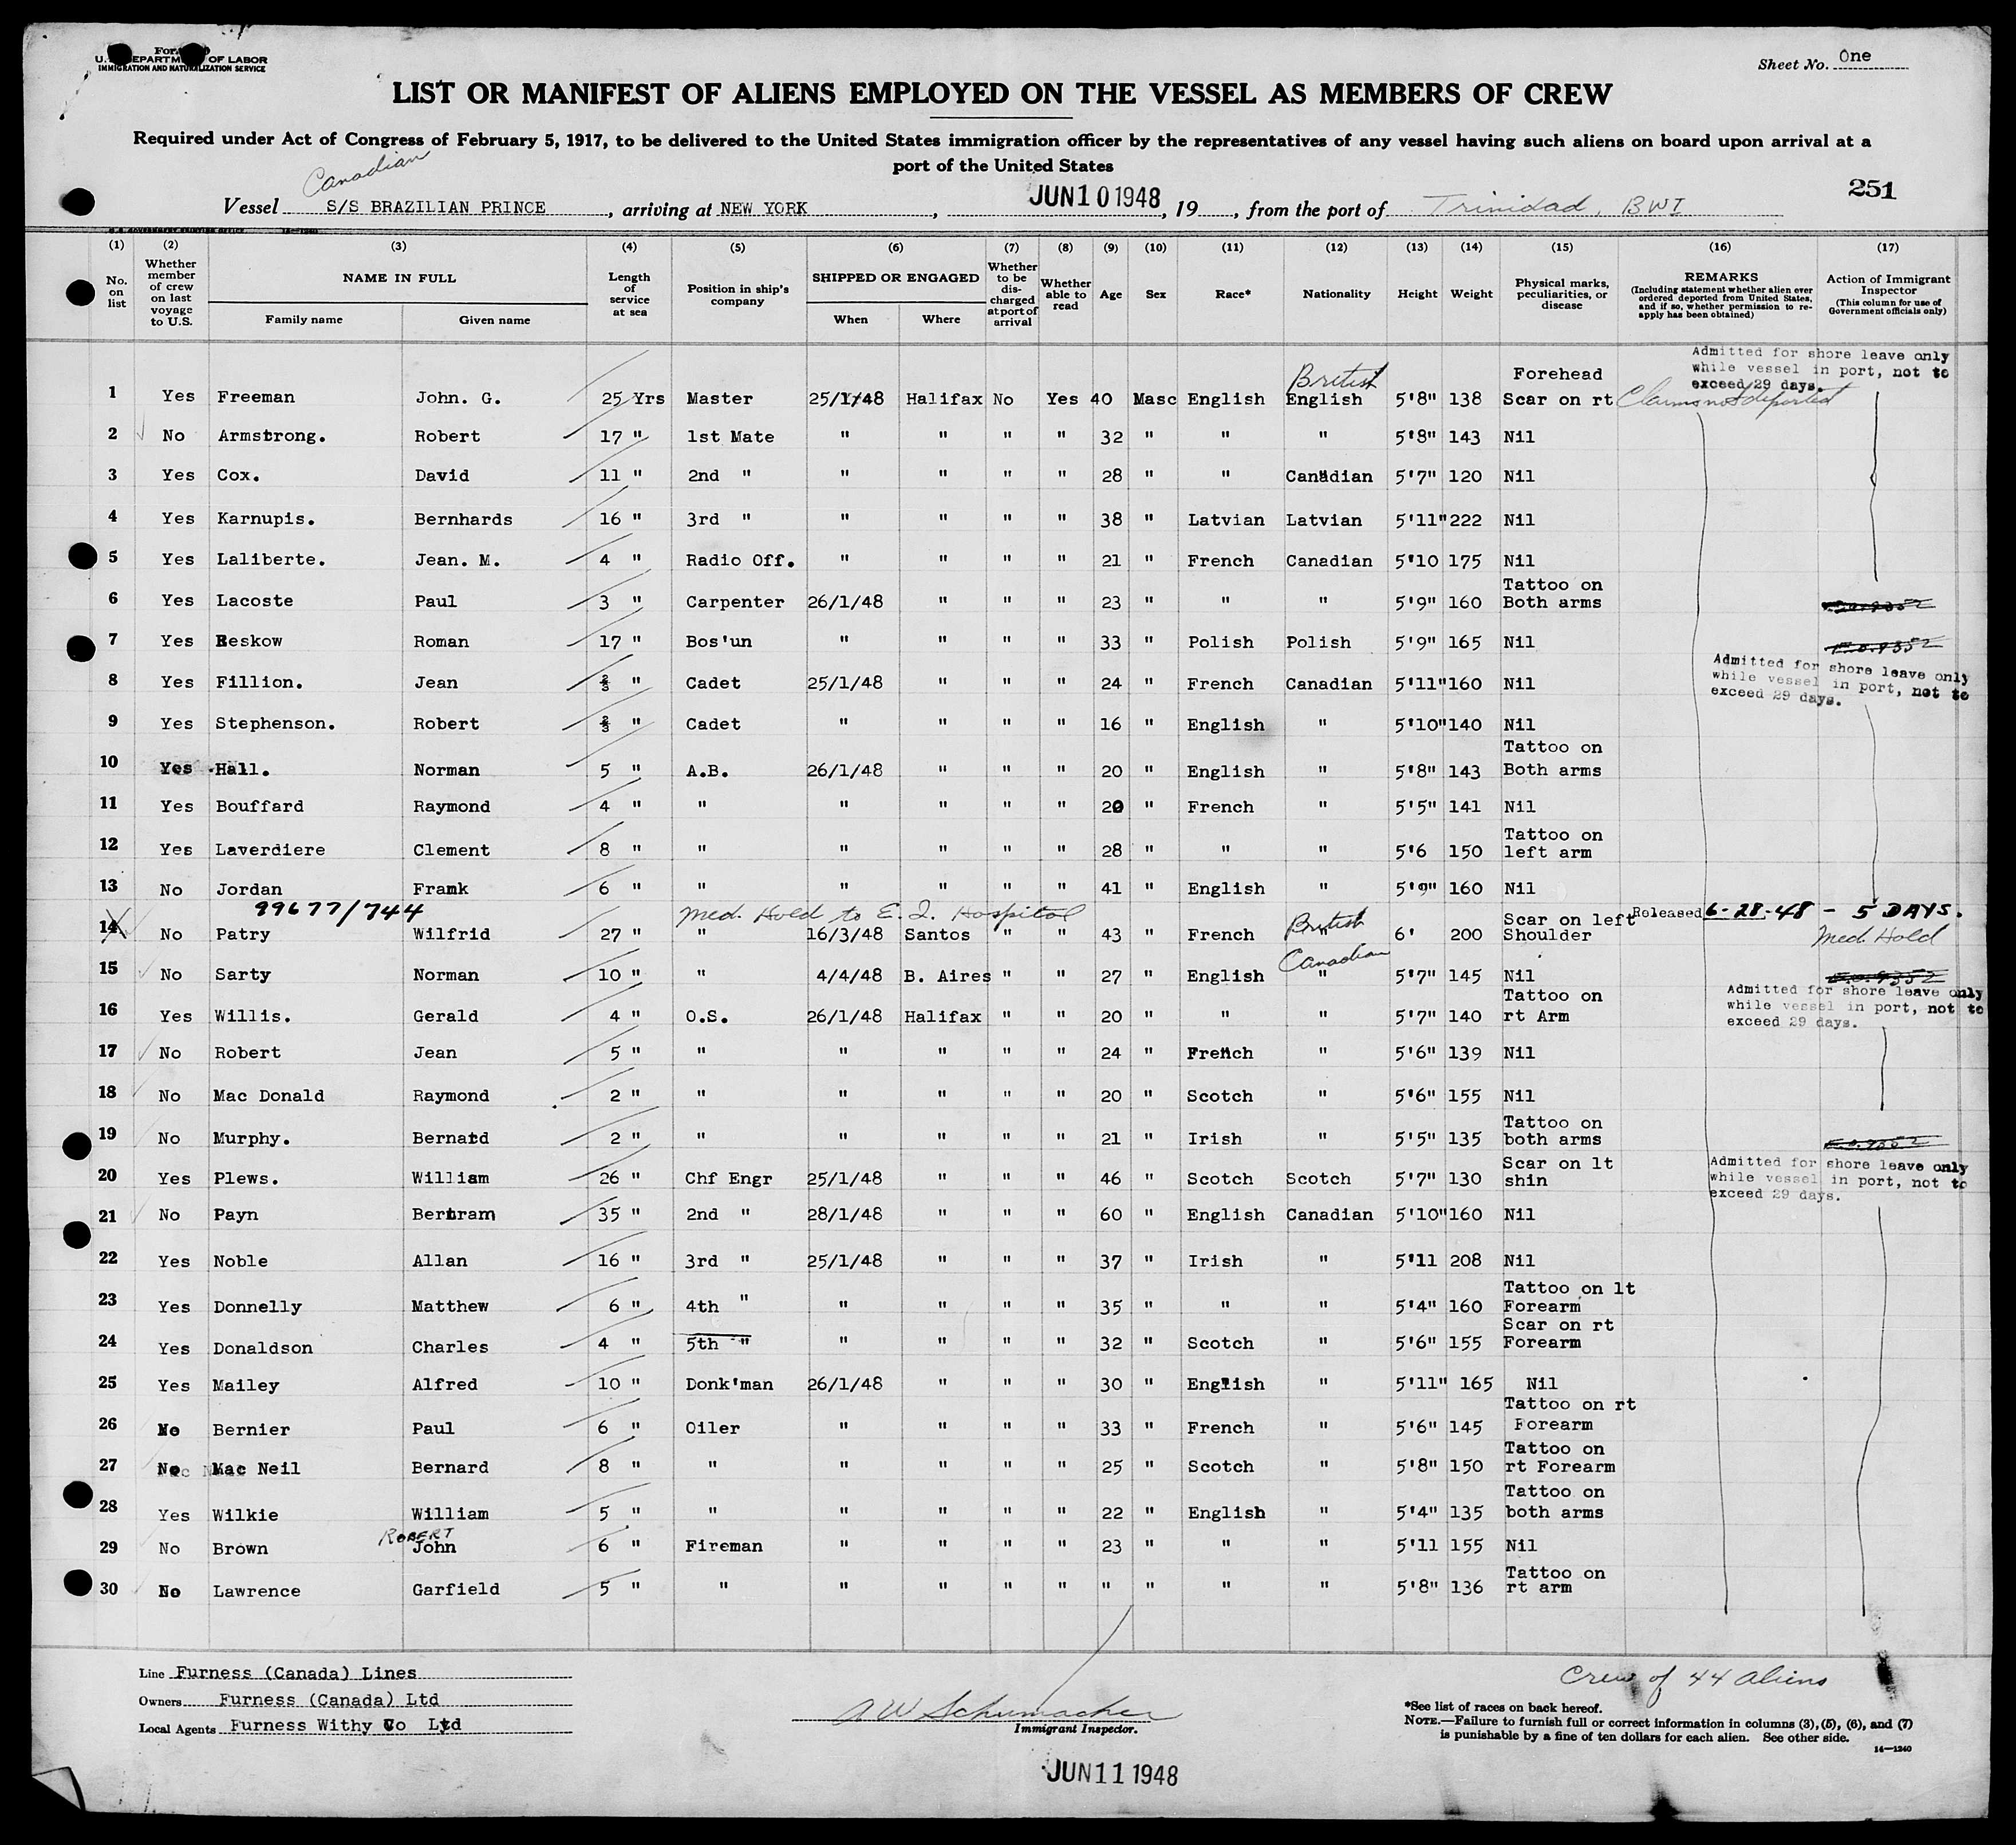 U. S. DEPARTMENT OF LABOR
IMMIGRATION AND NATURALIZATION SERVICE
Sheet No. One
LIST OR MANIFEST OF ALIENS EMPLOYED ON THE VESSEL AS MEMBERS OF CREW
Required under Act of Congress of February 5, 1917, to be delivered to the United States immigration officer by the representatives of any vessel having such aliens on board upon arrival at a
port of the United States
Canadian
251
Vessel S/S BRAZILIAN PRINCE, arriving at NEW YORK, JUN 10 1948, 19, from the port of Trinidad, BWI
(1) (2) (3) (4) (5) (6) (7) (8) (9) (10) (11) (12) (13) (14) (15) (16) (17)
No. on list
Whether member of crew on last voyage to U.S.
NAME IN FULL
Family name
Given name
Length of service at sea
Position in ship's company
SHIPPED OR ENGAGED
When
Where
Whether to be discharged at port of arrival
Whether able to read
Age
Sex
Race*
Nationality
Height
Weight
Physical marks, peculiarities, or disease
REMARKS
(Including statement whether alien ever ordered deported from United States, and if so, whether permission to re-apply has been obtained)
Action of Immigrant Inspector
(This column for use of Government officials only)
Admitted for shore leave only
while vessel in port, not to
exceed 29 days.
British
Forehead
1 Yes Freeman John. G. 25 Yrs Master 25/1/48 Halifax No Yes 40 Masc English English 5'8" 138 Scar on rt Claims not deported
2 No Armstrong. Robert 17 " 1st Mate " " " " 32 " " " 5'8" 143 Nil
3 Yes Cox. David 11 " 2nd " " " " " 28 " " Canadian 5'7" 120 Nil
4 Yes Karnupis. Bernhards 16 " 3rd " " " " " 38 " Latvian Latvian 5'11" 222 Nil
5 Yes Laliberte. Jean. M. 4 " Radio Off. " " " " 21 " French Canadian 5'10 175 Nil
Tattoo on
6 Yes Lacoste Paul 3 " Carpenter 26/1/48 " " " 23 " " " 5'9" 160 Both arms
7 Yes Reskow Roman 17 " Bos'un " " " " 33 " Polish Polish 5'9" 165 Nil E.O. 9352
Admitted for shore leave only
while vessel in port, not to
exceed 29 days.
8 Yes Fillion. Jean " Cadet 25/1/48 " " " 24 " French Canadian 5'11" 160 Nil
9 Yes Stephenson. Robert " Cadet " " " " 16 " English " 5'10" 140 Nil
Tattoo on
10 Yes Hall. Norman 5 " A.B. 26/1/48 " " " 20 " English " 5'8" 143 Both arms
11 Yes Bouffard Raymond 4 " " " " " " 20 " French " 5'5" 141 Nil
Tattoo on
12 Yes Laverdiere Clement 8 " " " " " " 28 " " " 5'6 150 left arm
13 No Jordan Frank 6 " " " " " " 41 " English " 5'9" 160 Nil
99677/744 Med. Hold to E. I. Hospital British Scar on left Released 6-28-48 - 5 DAYS.
14 No Patry Wilfrid 27 " " 16/3/48 Santos " " 43 " French " 6' 200 Shoulder Med. Hold
Canadian
15 No Sarty Norman 10 " " 4/4/48 B. Aires " " 27 " English " 5'7" 145 Nil E.O. 9352
Admitted for shore leave only
while vessel in port, not to
exceed 29 days.
Tattoo on
16 Yes Willis. Gerald 4 " O.S. 26/1/48 Halifax " " 20 " " " 5'7" 140 rt Arm
17 No Robert Jean 5 " " " " " " 24 " French " 5'6" 139 Nil
18 No Mac Donald Raymond 2 " " " " " " 20 " Scotch " 5'6" 155 Nil
Tattoo on
19 No Murphy. Bernard 2 " " " " " " 21 " Irish " 5'5" 135 both arms
Admitted for shore leave only
while vessel in port, not to
exceed 29 days.
Scar on lt
20 Yes Plews. William 26 " Chf Engr 25/1/48 " " " 46 " Scotch Scotch 5'7" 130 shin
21 No Payn Bertram 35 " 2nd " 28/1/48 " " " 60 " English Canadian 5'10" 160 Nil
22 Yes Noble Allan 16 " 3rd " 25/1/48 " " " 37 " Irish " 5'11 208 Nil
Tattoo on lt
23 Yes Donnelly Matthew 6 " 4th " " " " " 35 " " " 5'4" 160 Forearm
Scar on rt
24 Yes Donaldson Charles 4 " 5th " " " " " 32 " Scotch " 5'6" 155 Forearm
25 Yes Mailey Alfred 10 " Donk'man 26/1/48 " " " 30 " English " 5'11" 165 Nil
Tattoo on rt
26 No Bernier Paul 6 " Oiler " " " " 33 " French " 5'6" 145 Forearm
Tattoo on
27 No Mac Neil Bernard 8 " " " " " " 25 " Scotch " 5'8" 150 rt Forearm
Tattoo on
28 Yes Wilkie William 5 " " " " " " 22 " English " 5'4" 135 both arms
ROBERT
29 No Brown John 6 " Fireman " " " " 23 " " " 5'11 155 Nil
Tattoo on
30 No Lawrence Garfield 5 " " " " " " " " " " 5'8" 136 rt arm
Line Furness (Canada) Lines
Owners Furness (Canada) Ltd
Local Agents Furness Withy Co Ltd
A W Schumacher
Immigrant Inspector.
JUN 11 1948
Crew of 44 aliens
*See list of races on back hereof.
NOTE.—Failure to furnish full or correct information in columns (3), (5), (6), and (7)
is punishable by a fine of ten dollars for each alien. See other side.
14—1240